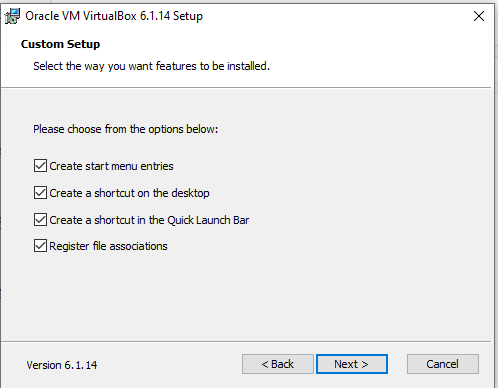 Oracle VM VirtualBox 6.1.14 Setup
Custom Setup
Select the way you want features to be installed.
Please choose from the options below:
Create start menu entries
Create a shortcut on the desktop
Create a shortcut in the Quick Launch Bar
Register file associations
Version 6.1.14
< Back
Next >
Cancel